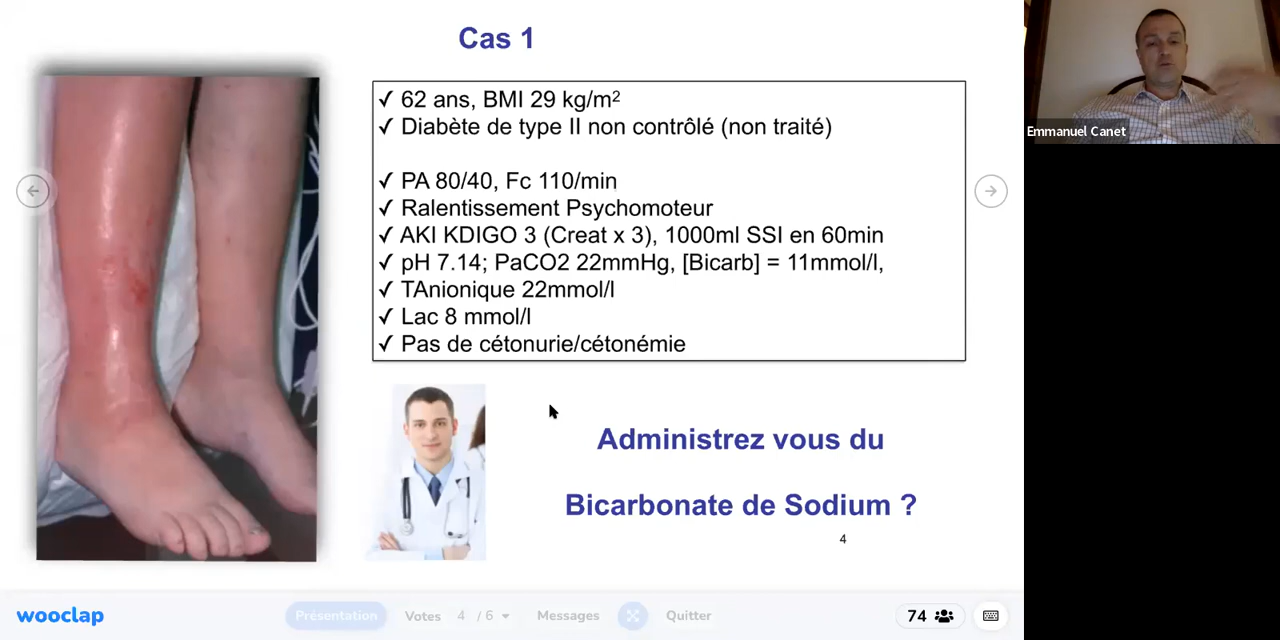 Cas 1
✓ 62 ans, BMI 29 kg/m²
✓ Diabète de type II non contrôlé (non traité)
✓ PA 80/40, Fc 110/min
✓ Ralentissement Psychomoteur
✓ AKI KDIGO 3 (Creat x 3), 1000ml SSI en 60min
✓ pH 7.14; PaCO2 22mmHg, [Bicarb] = 11mmol/l,
✓ TAnionique 22mmol/l
✓ Lac 8 mmol/l
✓ Pas de cétonurie/cétonémie
Administrez vous du
Bicarbonate de Sodium ?
4
Emmanuel Canet
wooclap
Présentation Votes 4 / 6 Messages Quitter 74